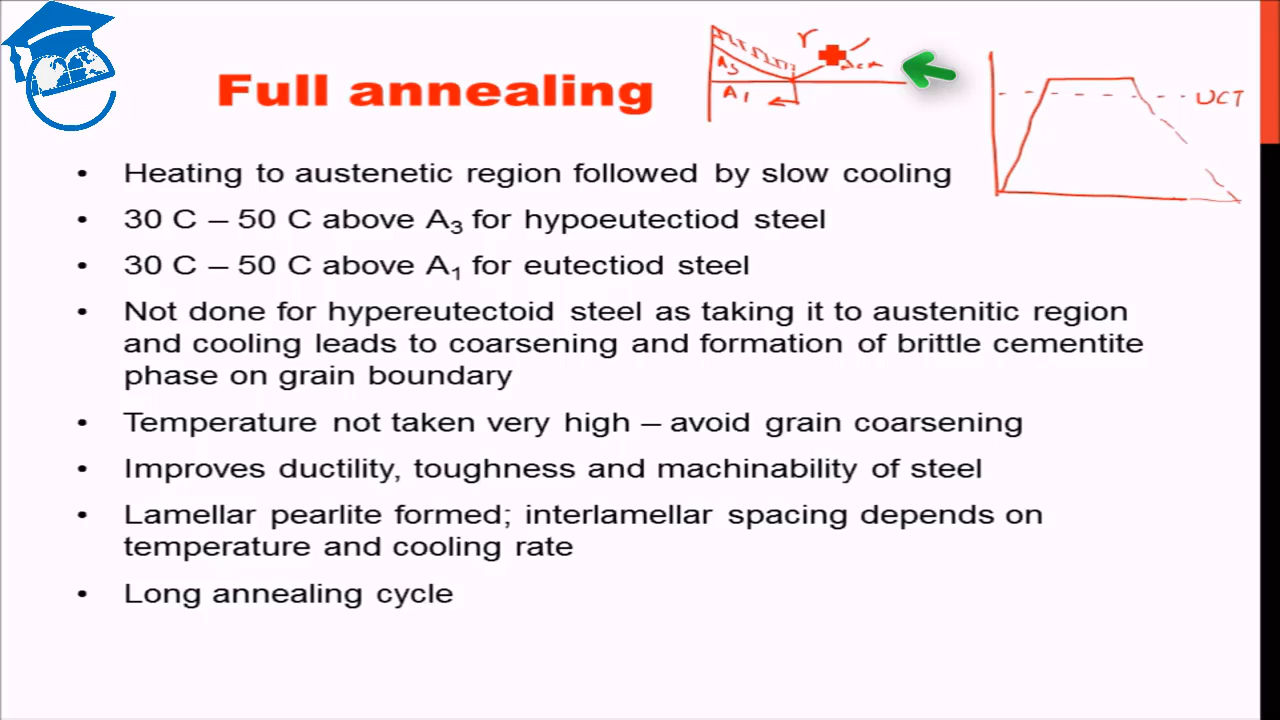 Full annealing
A3
A1
γ
Acm
UCT
• Heating to austenetic region followed by slow cooling
• 30 C – 50 C above A₃ for hypoeutectiod steel
• 30 C – 50 C above A₁ for eutectiod steel
• Not done for hypereutectoid steel as taking it to austenitic region
and cooling leads to coarsening and formation of brittle cementite
phase on grain boundary
• Temperature not taken very high – avoid grain coarsening
• Improves ductility, toughness and machinability of steel
• Lamellar pearlite formed; interlamellar spacing depends on
temperature and cooling rate
• Long annealing cycle